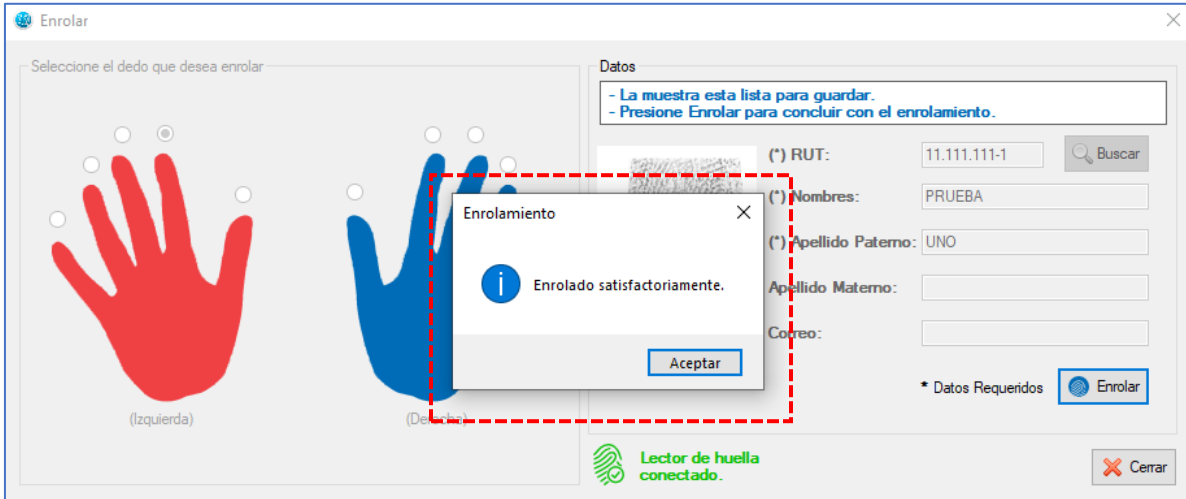 Enrolar
Seleccione el dedo que desea enrolar
(Izquierda)
(Derecha)
Datos
- La muestra esta lista para guardar.
- Presione Enrolar para concluir con el enrolamiento.
(*) RUT:
11.111.111-1
Buscar
(*) Nombres:
PRUEBA
(*) Apellido Paterno:
UNO
Apellido Materno:
Correo:
* Datos Requeridos
Enrolar
Enrolamiento
Enrolado satisfactoriamente.
Aceptar
Lector de huella
conectado.
Cerrar